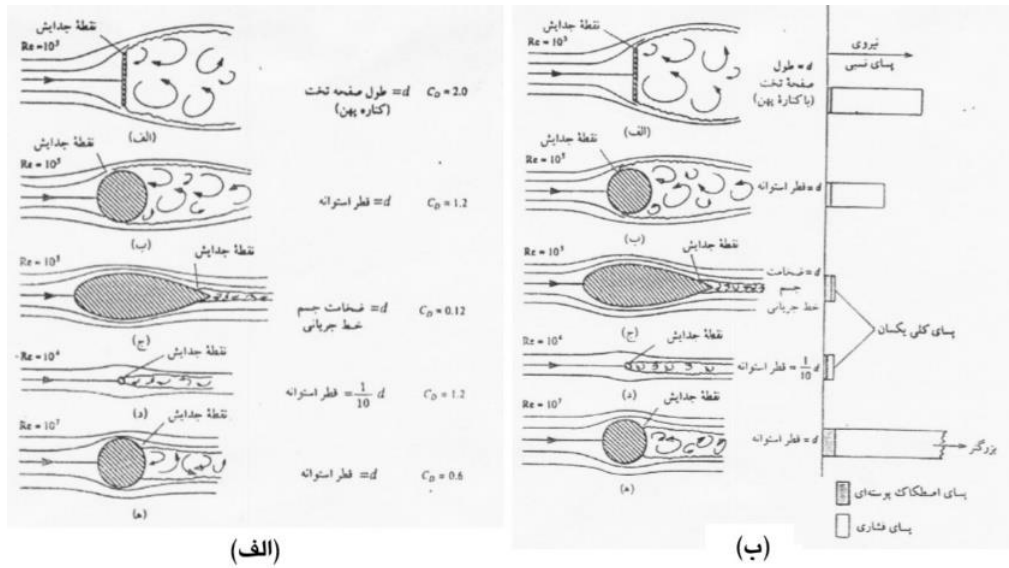 نقطهٔ جدایش
Re = 10⁵
d = طول صفحه تخت
(کناره پهن)
C_D = 2.0
(الف)
نقطهٔ جدایش
Re = 10⁵
d = قطر استوانه
C_D = 1.2
(ب)
نقطهٔ جدایش
Re = 10⁵
d = ضخامت جسم
خط جریانی
C_D = 0.12
(ج)
Re = 10⁴
نقطهٔ جدایش
1/10 d = قطر استوانه
C_D = 1.2
(د)
Re = 10⁷
نقطهٔ جدایش
d = قطر استوانه
C_D = 0.6
(ه)
(الف)
نقطهٔ جدایش
Re = 10⁵
نیروی
پسای نسبی
d = طول
صفحهٔ تخت
(با کنارهٔ پهن)
(الف)
نقطهٔ جدایش
Re = 10⁵
d = قطر استوانه
(ب)
نقطهٔ جدایش
Re = 10⁵
d = ضخامت
جسم
خط جریانی
(ج)
پسای کلی یکسان
Re = 10⁴
نقطهٔ جدایش
1/10 d = قطر استوانه
(د)
Re = 10⁷
نقطهٔ جدایش
d = قطر استوانه
بزرگتر
(ه)
پسای اصطکاک پوسته‌ای
پسای فشاری
(ب)